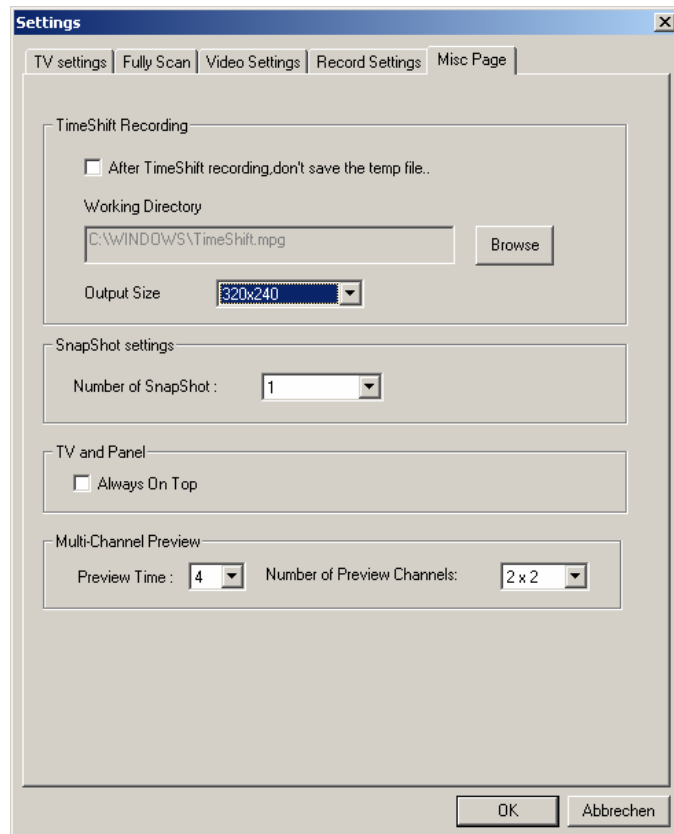 Settings
TV settings Fully Scan Video Settings Record Settings Misc Page
TimeShift Recording
After TimeShift recording,don't save the temp file..
Working Directory
C:\WINDOWS\TimeShift.mpg Browse
Output Size 320x240
SnapShot settings
Number of SnapShot : 1
TV and Panel
Always On Top
Multi-Channel Preview
Preview Time : 4 Number of Preview Channels: 2 x 2
OK Abbrechen